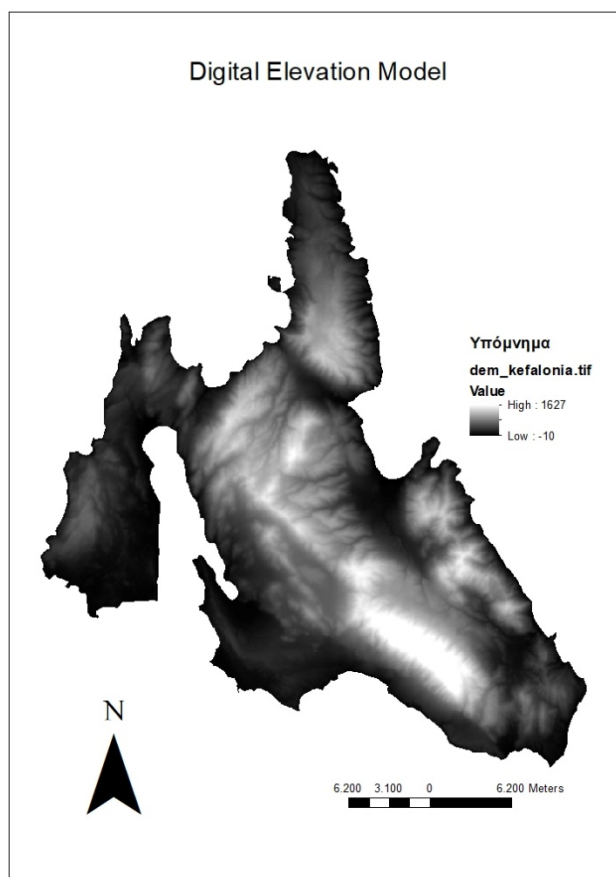 Digital Elevation Model
Υπόμνημα
dem_kefalonia.tif
Value
High : 1627
Low : -10
N
6.200 3.100 0 6.200 Meters